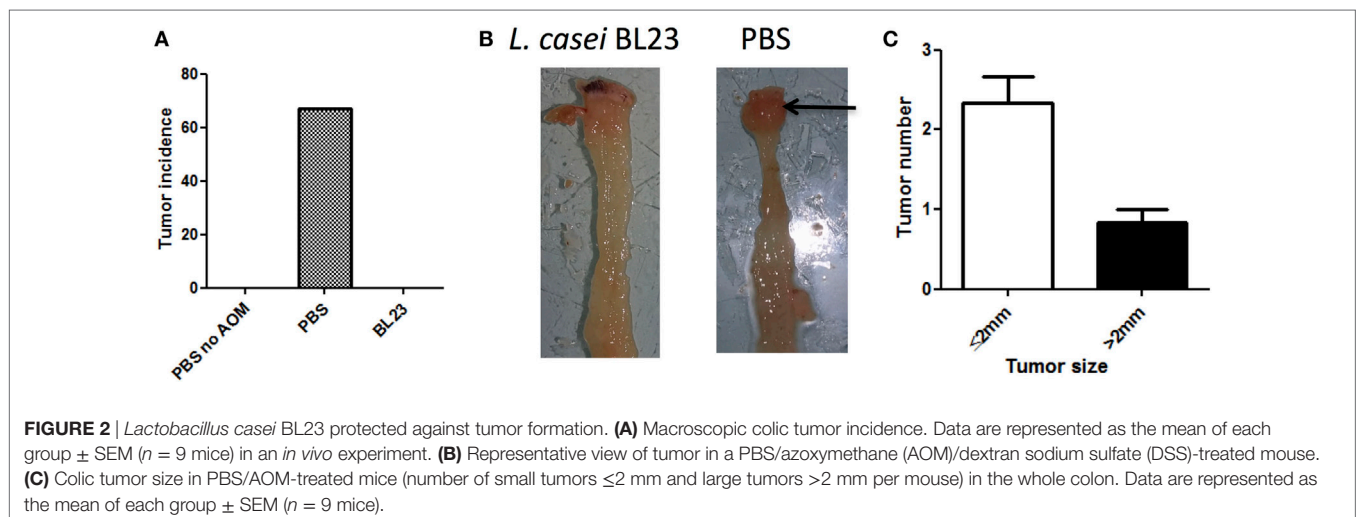 A
Tumor incidence
80
60
40
20
0
PBS no AOM
PBS
BL23
B
L. casei BL23
PBS
C
Tumor number
3
2
1
0
≤2mm
>2mm
Tumor size
FIGURE 2 | Lactobacillus casei BL23 protected against tumor formation. (A) Macroscopic colic tumor incidence. Data are represented as the mean of each
group ± SEM (n = 9 mice) in an in vivo experiment. (B) Representative view of tumor in a PBS/azoxymethane (AOM)/dextran sodium sulfate (DSS)-treated mouse.
(C) Colic tumor size in PBS/AOM-treated mice (number of small tumors ≤2 mm and large tumors >2 mm per mouse) in the whole colon. Data are represented as
the mean of each group ± SEM (n = 9 mice).